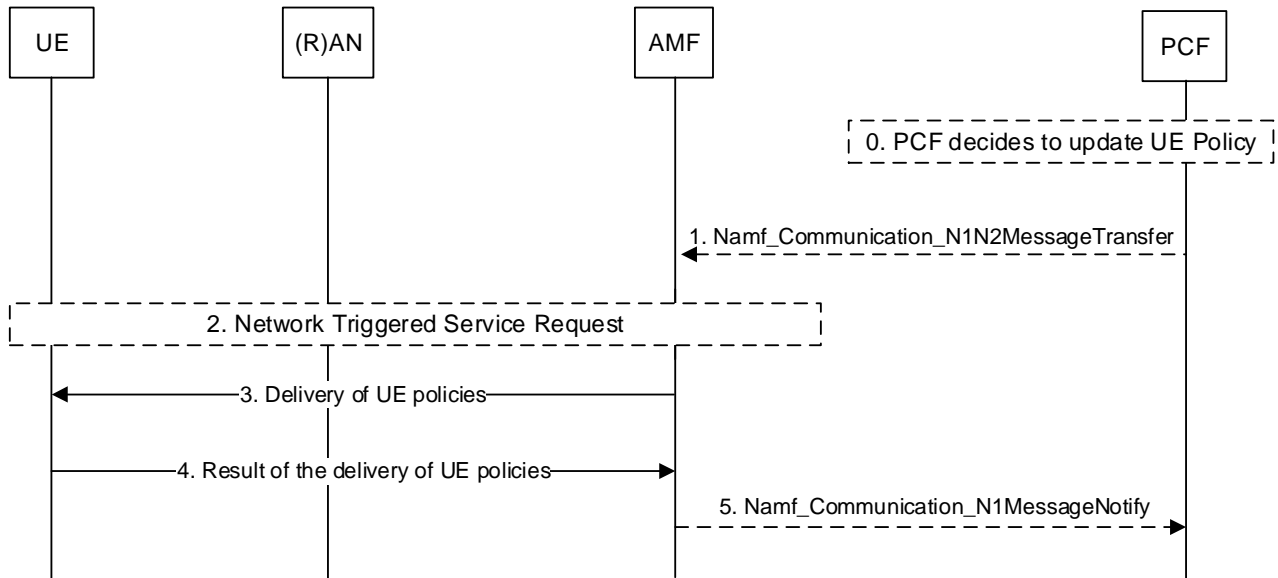 UE
(R)AN
AMF
PCF
0. PCF decides to update UE Policy
1. Namf_Communication_N1N2MessageTransfer
2. Network Triggered Service Request
3. Delivery of UE policies
4. Result of the delivery of UE policies
5. Namf_Communication_N1MessageNotify